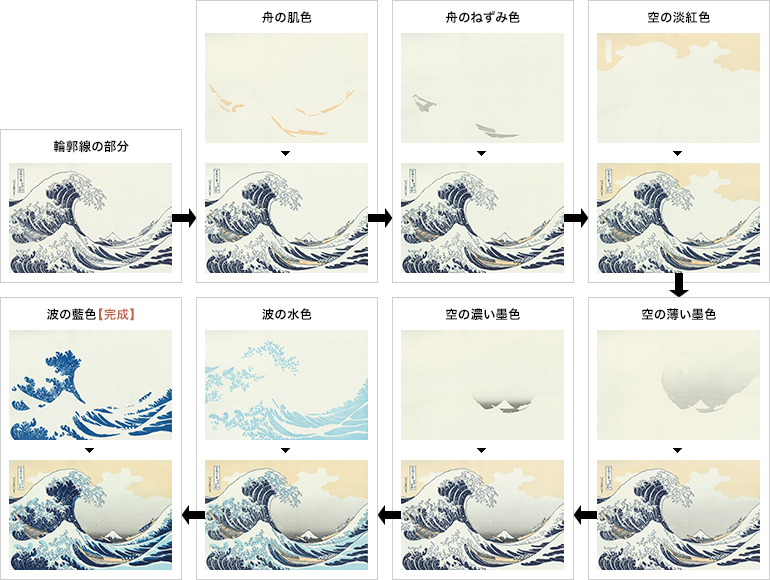 輪郭線の部分
舟の肌色
舟のねずみ色
空の淡紅色
空の薄い墨色
空の濃い墨色
波の水色
波の藍色【完成】